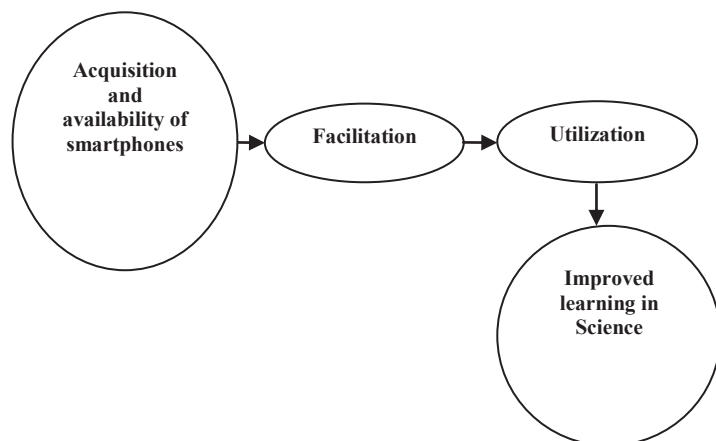 Acquisition
and
availability of
smartphones
Facilitation
Utilization
Improved
learning in
Science